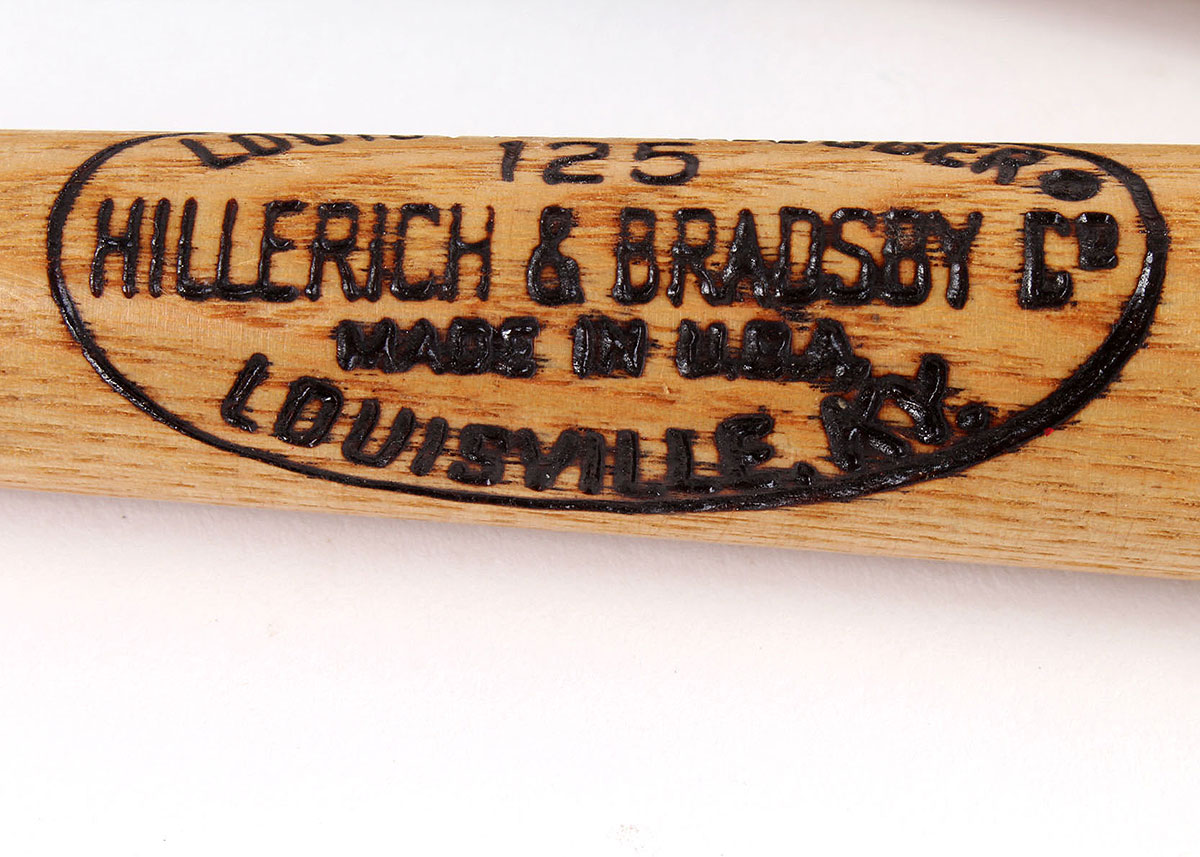 125
HILLERICH & BRADSBY Co
MADE IN U.S.A.
LOUISVILLE, KY.